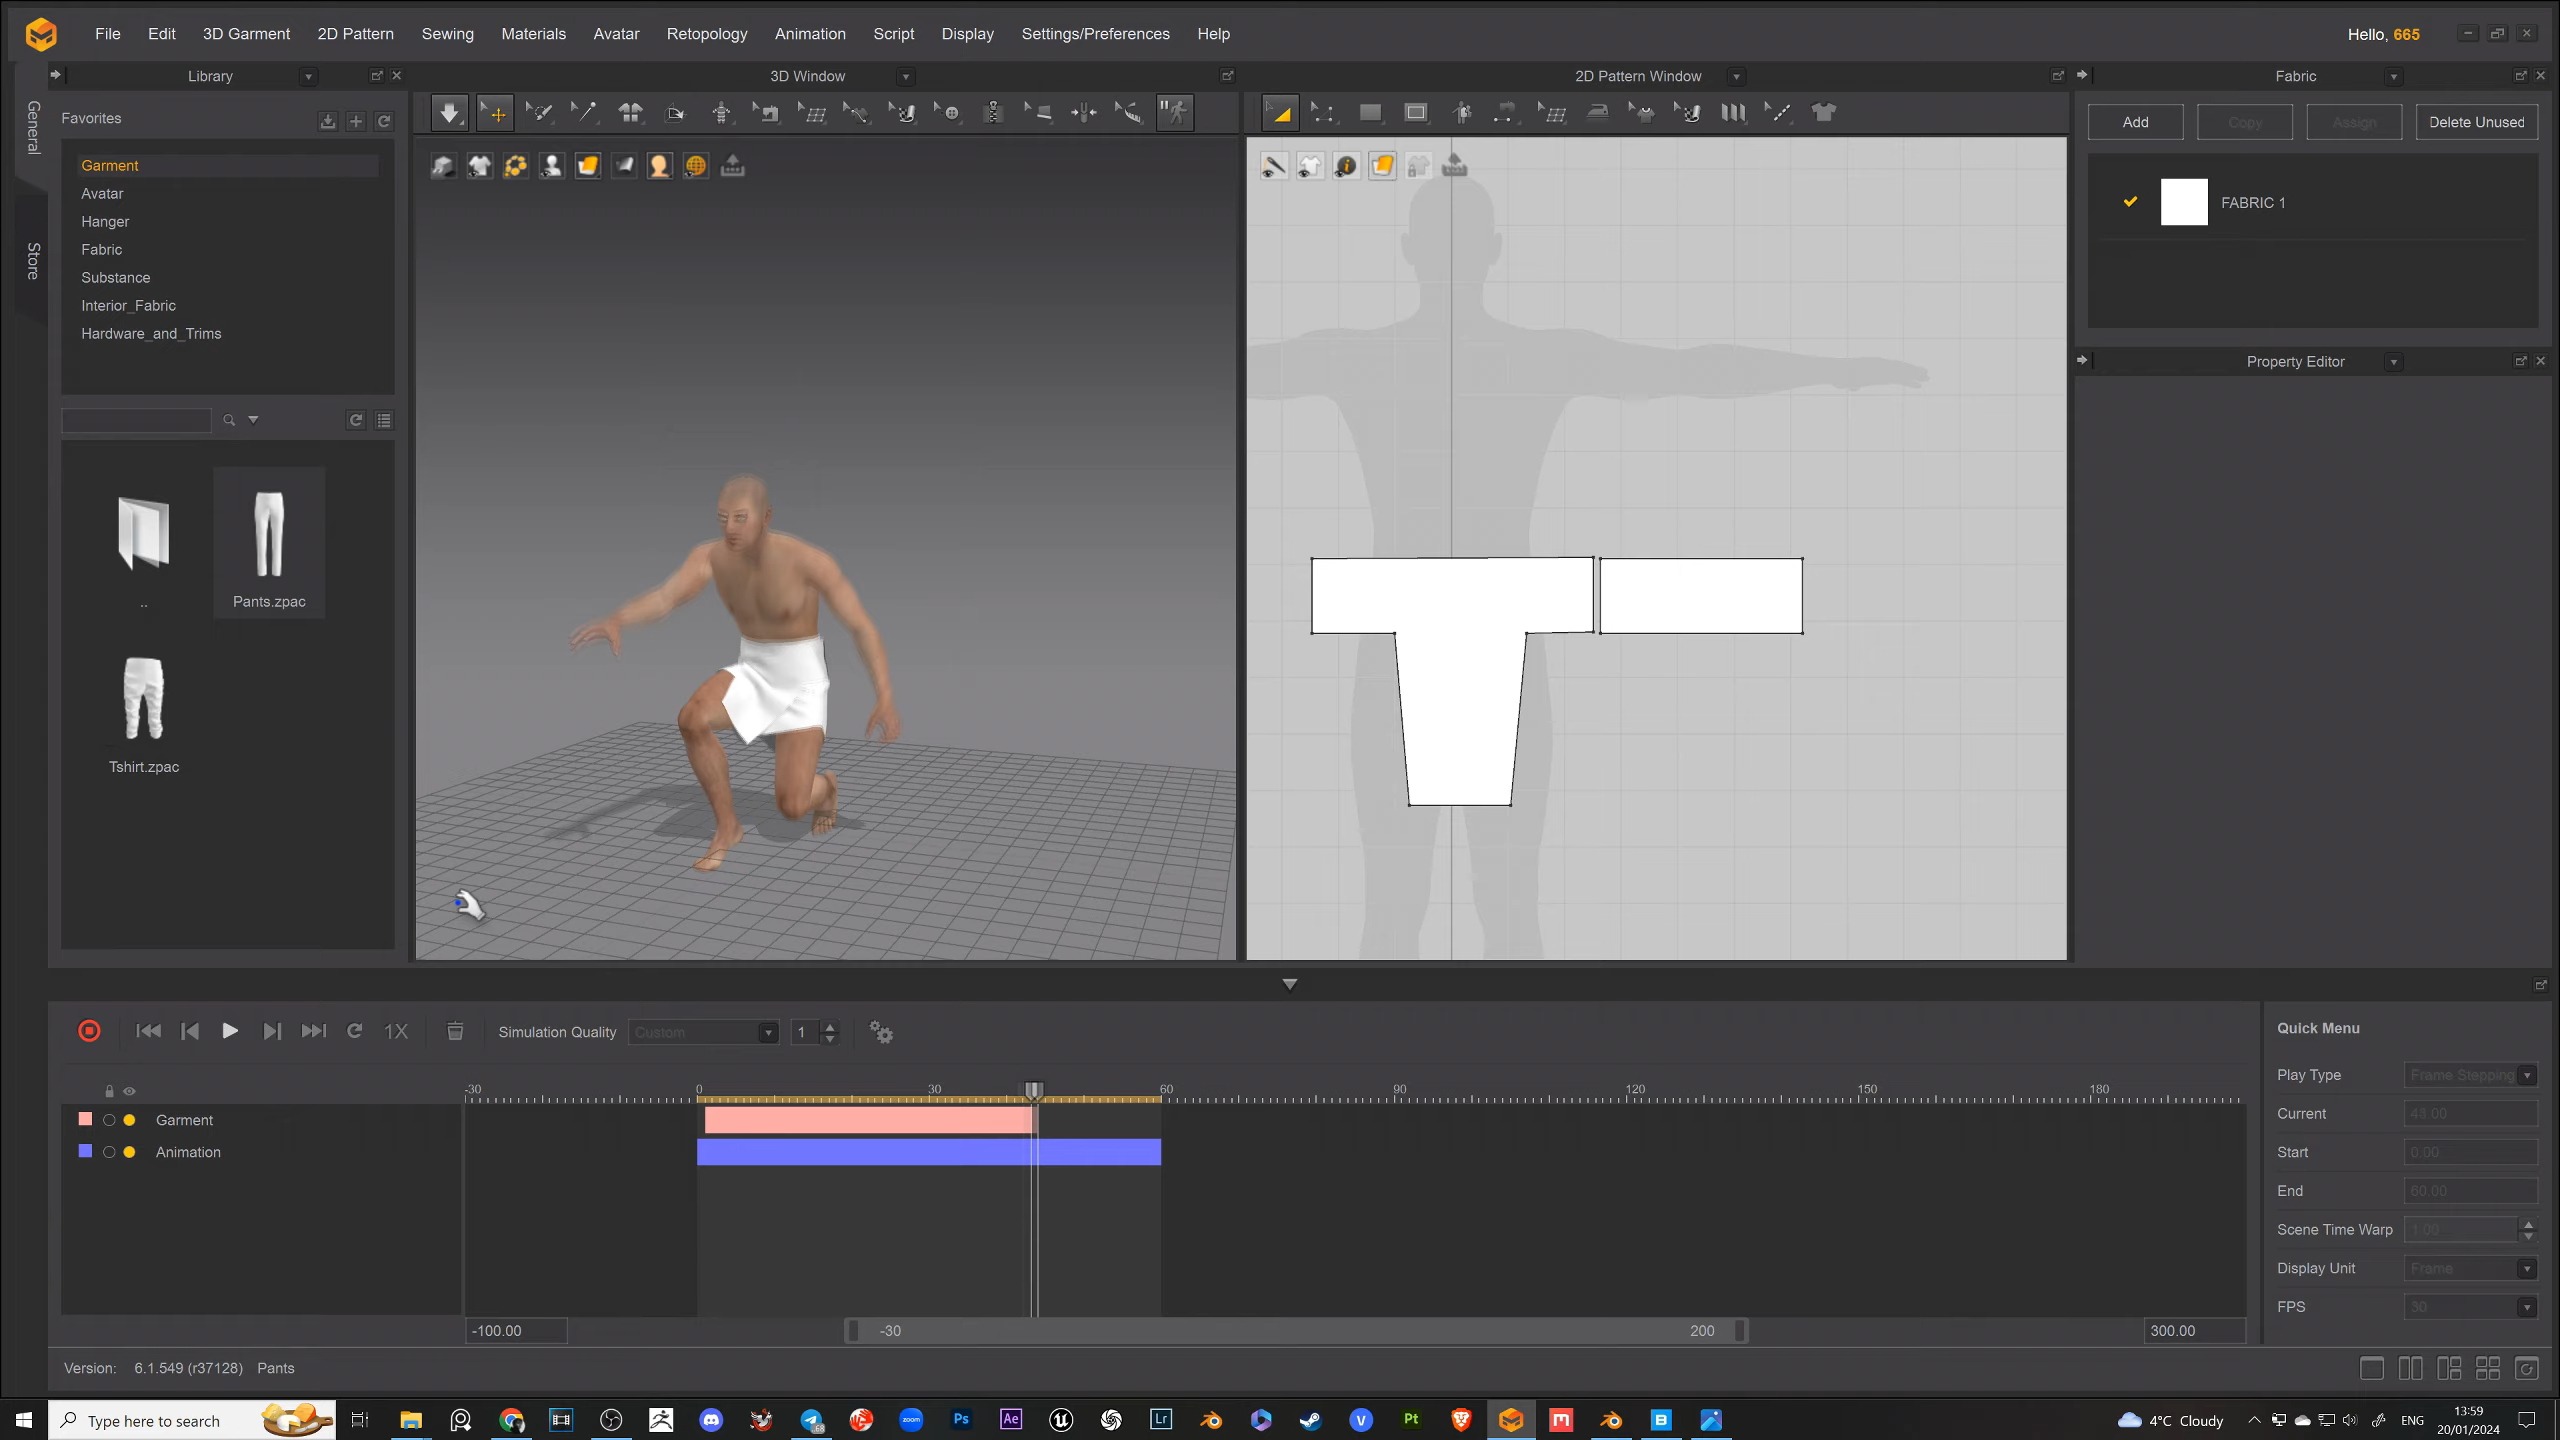 File Edit 3D Garment 2D Pattern Sewing Materials Avatar Retopology Animation Script Display Settings/Preferences Help
Hello, 665
Library
3D Window
2D Pattern Window
Fabric
General
Store
Favorites
Garment
Avatar
Hanger
Fabric
Substance
Interior_Fabric
Hardware_and_Trims
..
Pants.zpac
Tshirt.zpac
Add
Copy
Assign
Delete Unused
FABRIC 1
Property Editor
1X
Simulation Quality
Custom
1
-30 0 30 60 90 120 150 180
Garment
Animation
-100.00
-30
200
300.00
Quick Menu
Play Type Frame Stepping
Current 48.00
Start 0.00
End 60.00
Scene Time Warp 1.00
Display Unit Frame
FPS 30
Version: 6.1.549 (r37128) Pants
Type here to search
zoom
Ps
Ae
Lr
V
Pt
B
4°C Cloudy
ENG
13:59
20/01/2024